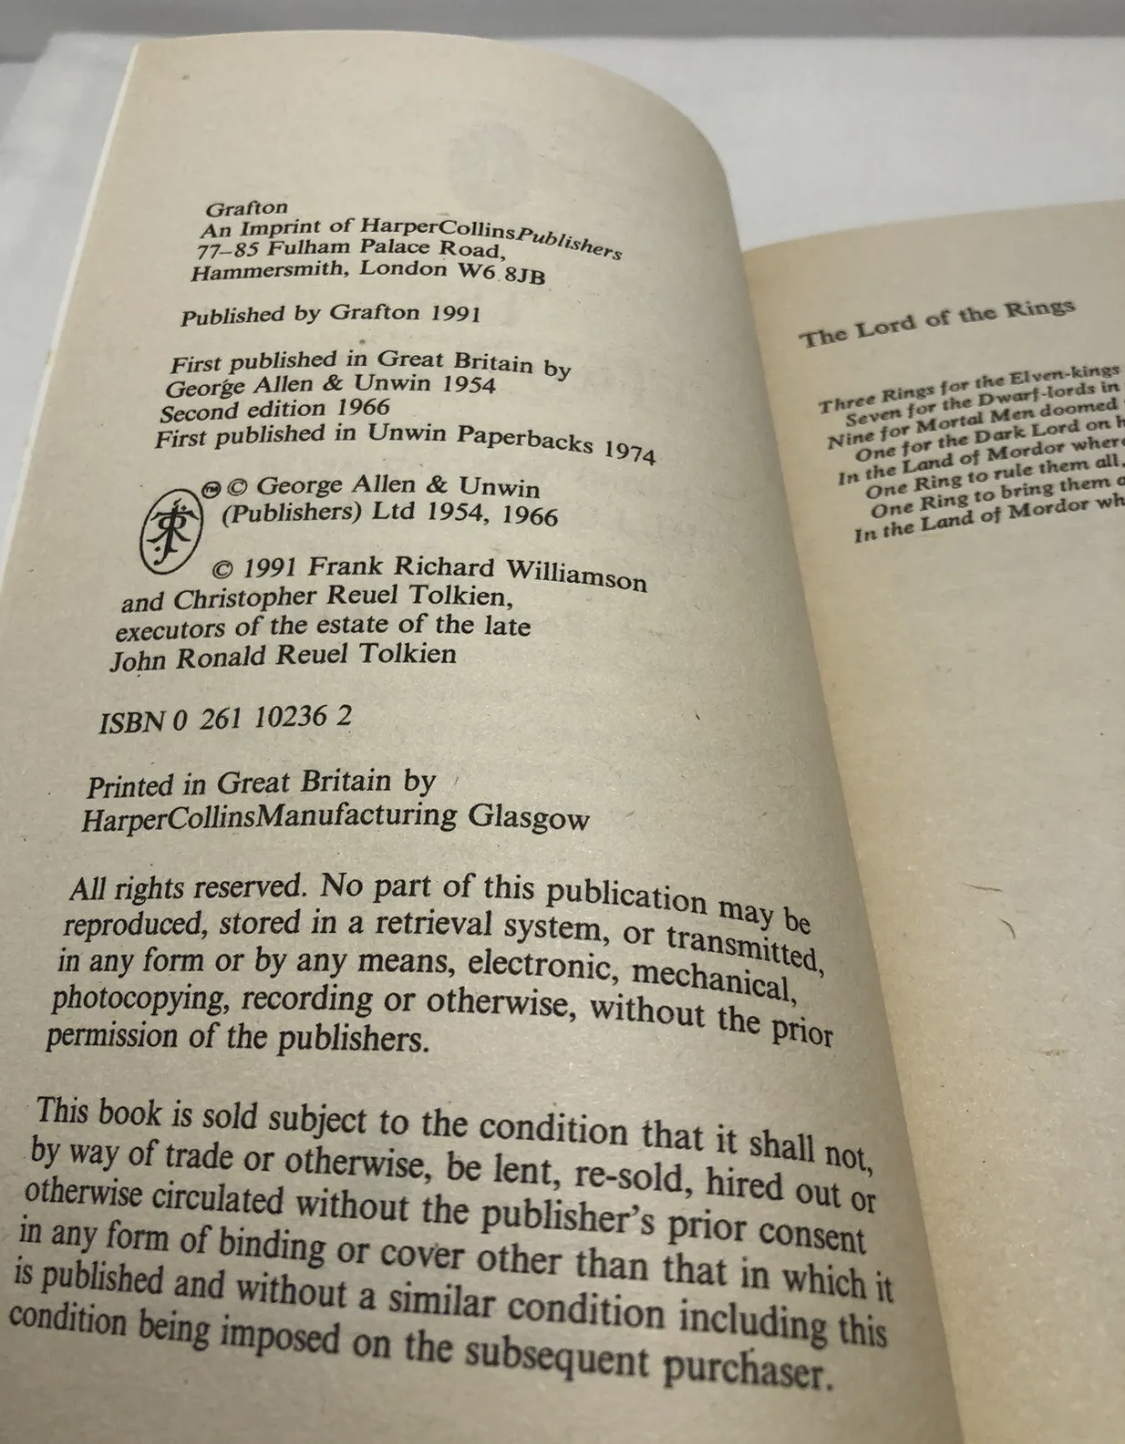 Grafton
An Imprint of HarperCollinsPublishers
77–85 Fulham Palace Road,
Hammersmith, London W6 8JB
Published by Grafton 1991
First published in Great Britain by
George Allen & Unwin 1954
Second edition 1966
First published in Unwin Paperbacks 1974
© George Allen & Unwin
(Publishers) Ltd 1954, 1966
© 1991 Frank Richard Williamson
and Christopher Reuel Tolkien,
executors of the estate of the late
John Ronald Reuel Tolkien
ISBN 0 261 10236 2
Printed in Great Britain by
HarperCollinsManufacturing Glasgow
All rights reserved. No part of this publication may be
reproduced, stored in a retrieval system, or transmitted,
in any form or by any means, electronic, mechanical,
photocopying, recording or otherwise, without the prior
permission of the publishers.
This book is sold subject to the condition that it shall not,
by way of trade or otherwise, be lent, re-sold, hired out or
otherwise circulated without the publisher's prior consent
in any form of binding or cover other than that in which it
is published and without a similar condition including this
condition being imposed on the subsequent purchaser.
The Lord of the Rings
Three Rings for the Elven-kings
Seven for the Dwarf-lords in
Nine for Mortal Men doomed
One for the Dark Lord on
In the Land of Mordor where
One Ring to rule them all,
One Ring to bring them
In the Land of Mordor